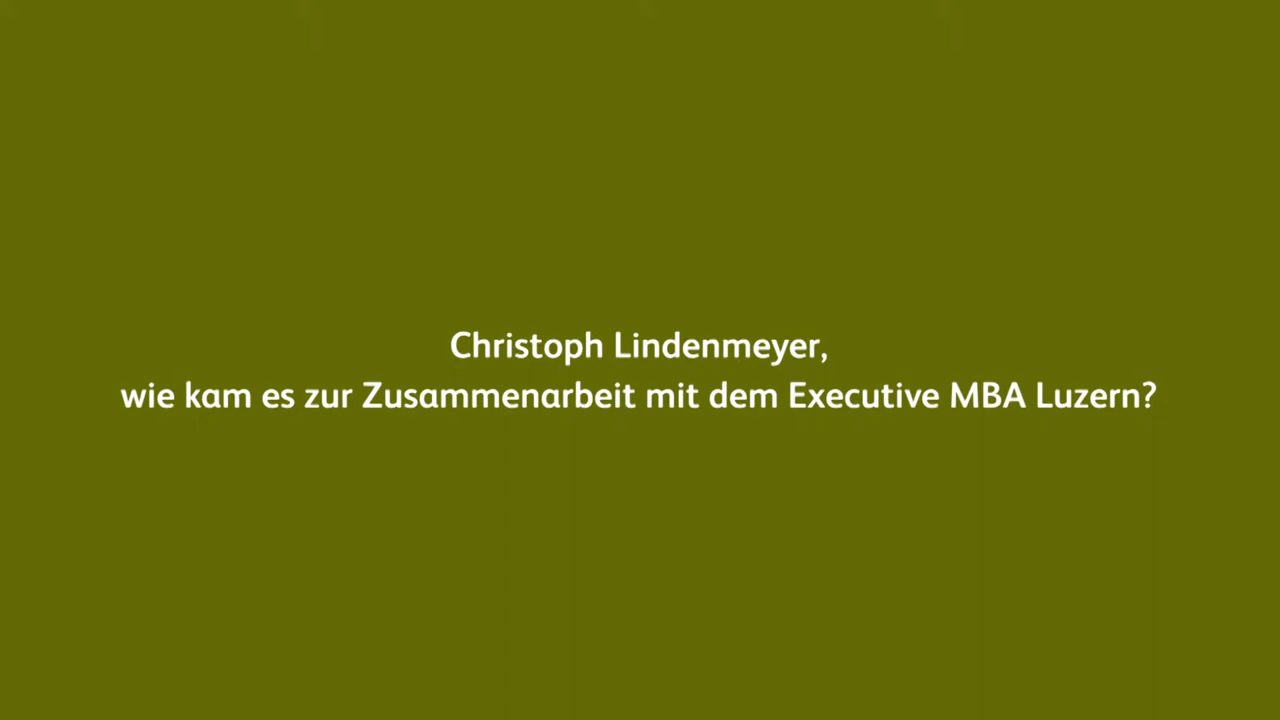 Christoph Lindenmeyer,
wie kam es zur Zusammenarbeit mit dem Executive MBA Luzern?